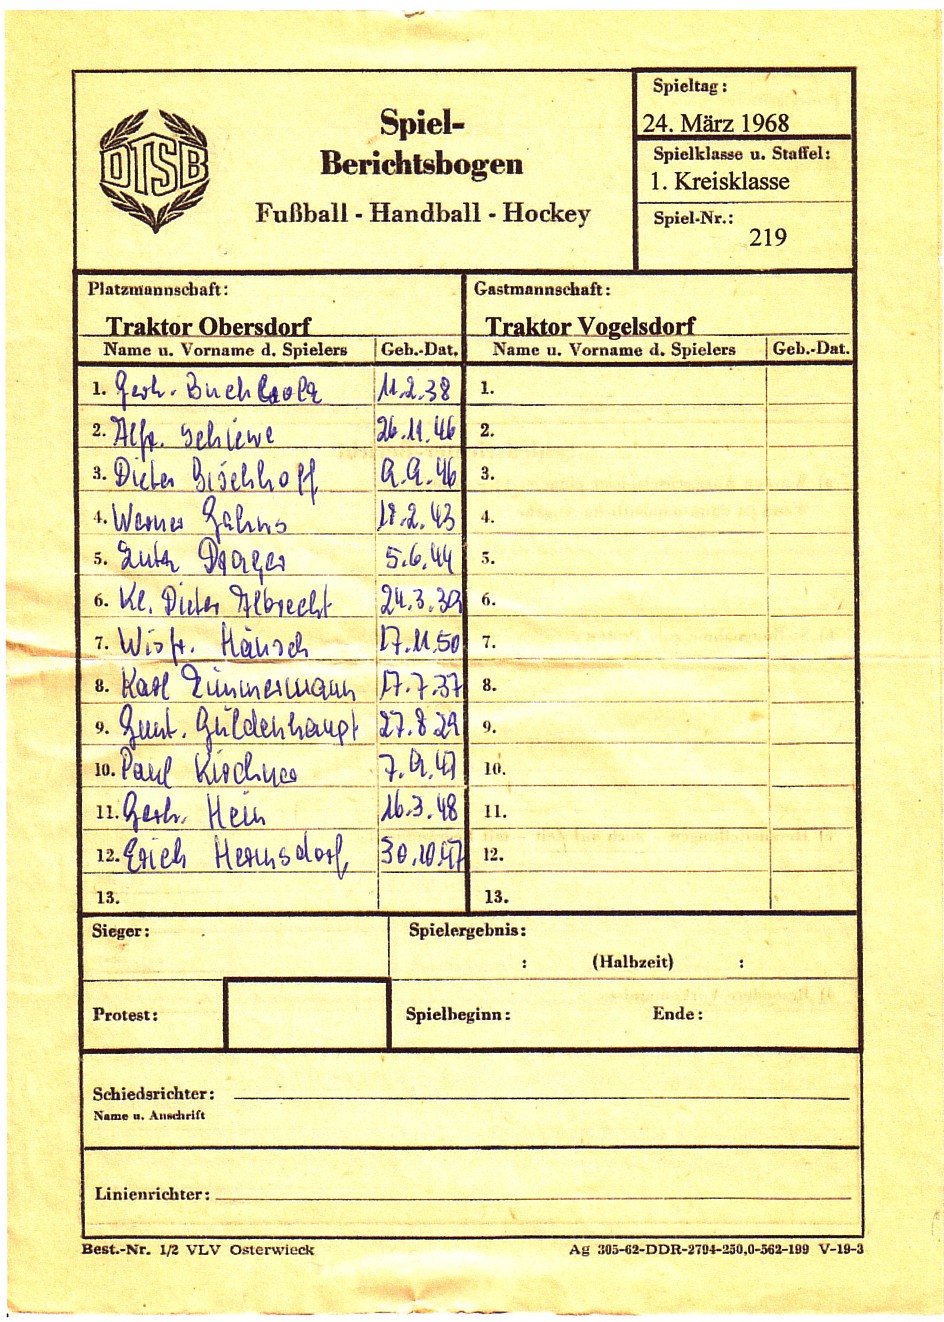 DTSB
Spiel-
Berichtsbogen
Fußball - Handball - Hockey
Spieltag:
24. März 1968
Spielklasse u. Staffel:
1. Kreisklasse
Spiel-Nr.:
219
Platzmannschaft:
Traktor Obersdorf
Gastmannschaft:
Traktor Vogelsdorf
Name u. Vorname d. Spielers Geb.-Dat. Name u. Vorname d. Spielers Geb.-Dat.
1. Gerh. Buchholz 11.2.38 1.
2. Alfr. Schiewe 26.11.46 2.
3. Dieter Bischhoff 9.9.46 3.
4. Werner 18.2.43 4.
5. 5.6.44 5.
6. Kl. Dieter Albrecht 24.3.39 6.
7. Hänsch 17.11.50 7.
8. Karl Zimmermann 17.7.37 8.
9. Gunt. Güldenhaupt 27.8.29 9.
10. Paul Kirchner 7.9.47 10.
11. Gerh. Hein 16.3.48 11.
12. Erich Hermsdorf 30.10.47 12.
13. 13.
Sieger:
Spielergebnis:
: (Halbzeit) :
Protest:
Spielbeginn: Ende:
Schiedsrichter:
Name u. Anschrift
Linienrichter:
Best.-Nr. 1/2 VLV Osterwieck Ag 305-62-DDR-2794-250,0-562-199 V-19-3